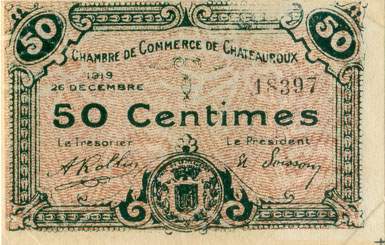 50 50
CHAMBRE DE COMMERCE DE CHATEAUROUX
1919
26 DECEMBRE
18397
50 Centimes
Le Trésorier Le Président